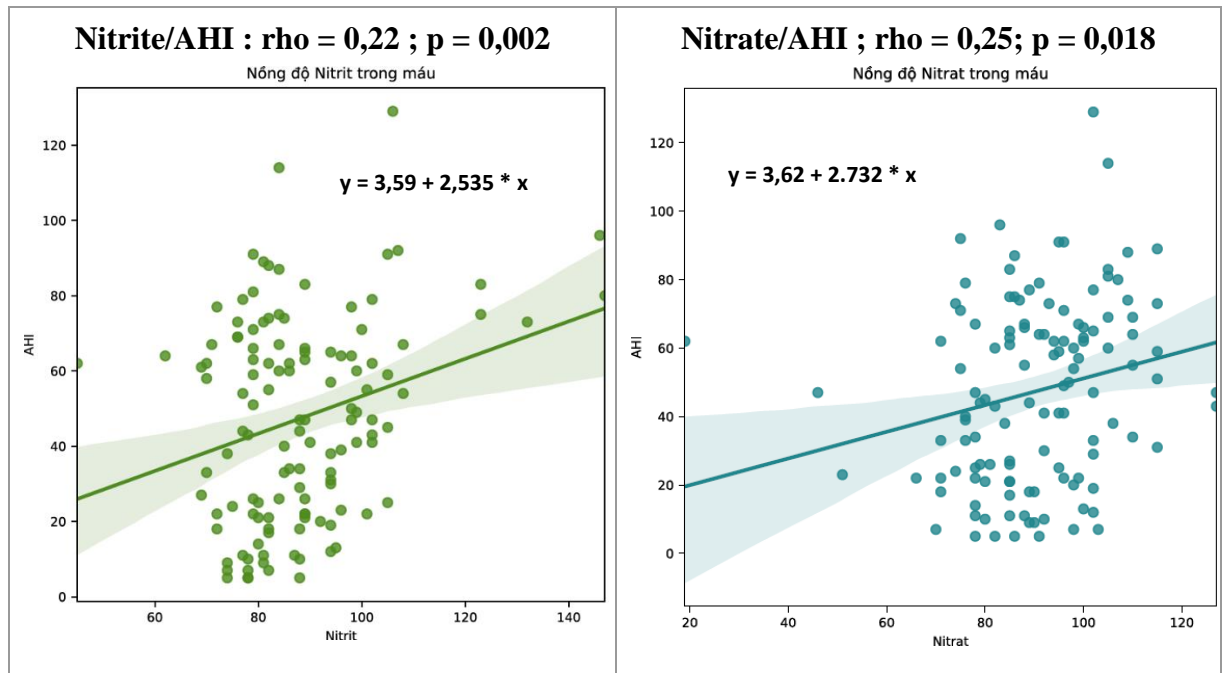 Nitrite/AHI : rho = 0,22 ; p = 0,002
Nồng độ Nitrit trong máu
120
100
80
60
40
20
0
AHI
y = 3,59 + 2,535 * x
60
80
100
120
140
Nitrit
Nitrate/AHI ; rho = 0,25; p = 0,018
Nồng độ Nitrat trong máu
120
100
80
60
40
20
0
AHI
y = 3,62 + 2.732 * x
20
40
60
80
100
120
Nitrat